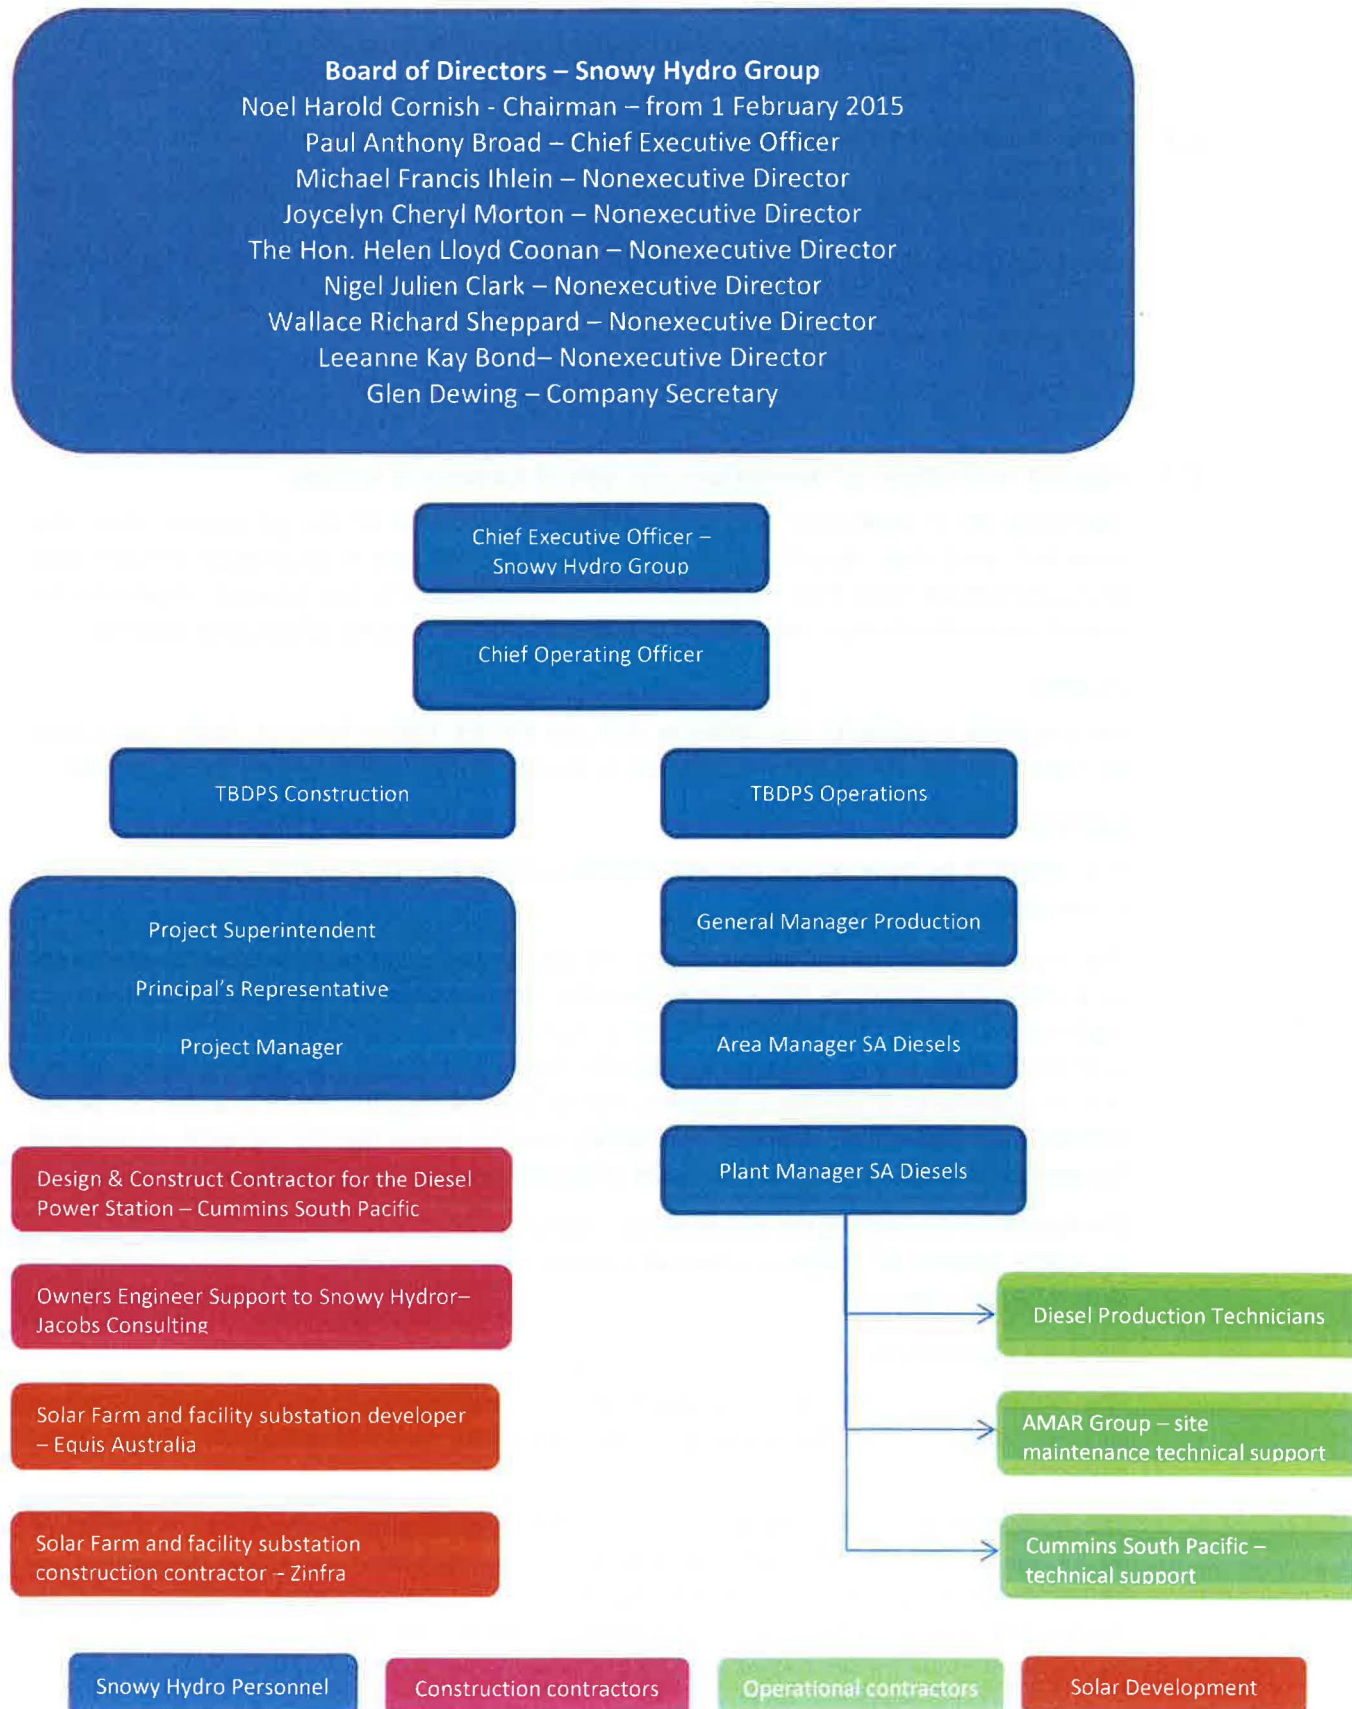 Board of Directors – Snowy Hydro Group
Noel Harold Cornish - Chairman – from 1 February 2015
Paul Anthony Broad – Chief Executive Officer
Michael Francis Ihlein – Nonexecutive Director
Joycelyn Cheryl Morton – Nonexecutive Director
The Hon. Helen Lloyd Coonan – Nonexecutive Director
Nigel Julien Clark – Nonexecutive Director
Wallace Richard Sheppard – Nonexecutive Director
Leeanne Kay Bond– Nonexecutive Director
Glen Dewing – Company Secretary
Chief Executive Officer –
Snowy Hydro Group
Chief Operating Officer
TBDPS Construction
Project Superintendent
Principal's Representative
Project Manager
Design & Construct Contractor for the Diesel
Power Station – Cummins South Pacific
Owners Engineer Support to Snowy Hydror–
Jacobs Consulting
Solar Farm and facility substation developer
– Equis Australia
Solar Farm and facility substation
construction contractor – Zinfra
TBDPS Operations
General Manager Production
Area Manager SA Diesels
Plant Manager SA Diesels
Diesel Production Technicians
AMAR Group – site
maintenance technical support
Cummins South Pacific –
technical support
Snowy Hydro Personnel
Construction contractors
Operational contractors
Solar Development